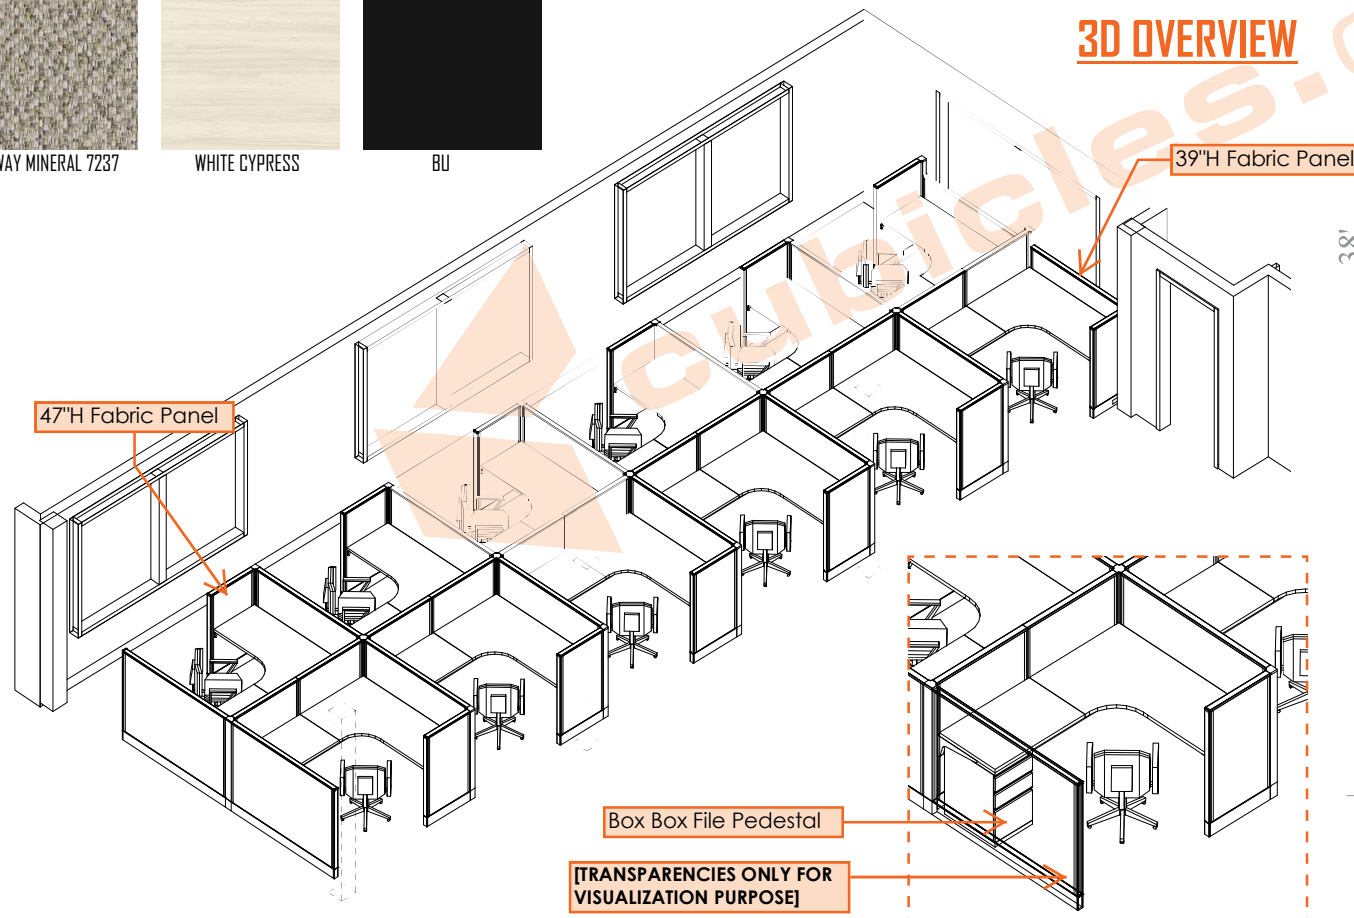 3D OVERVIEW
WAY MINERAL 7237
WHITE CYPRESS
BU
cubicles.
39"H Fabric Panel
38'
47"H Fabric Panel
Box Box File Pedestal
[TRANSPARENCIES ONLY FOR
VISUALIZATION PURPOSE]